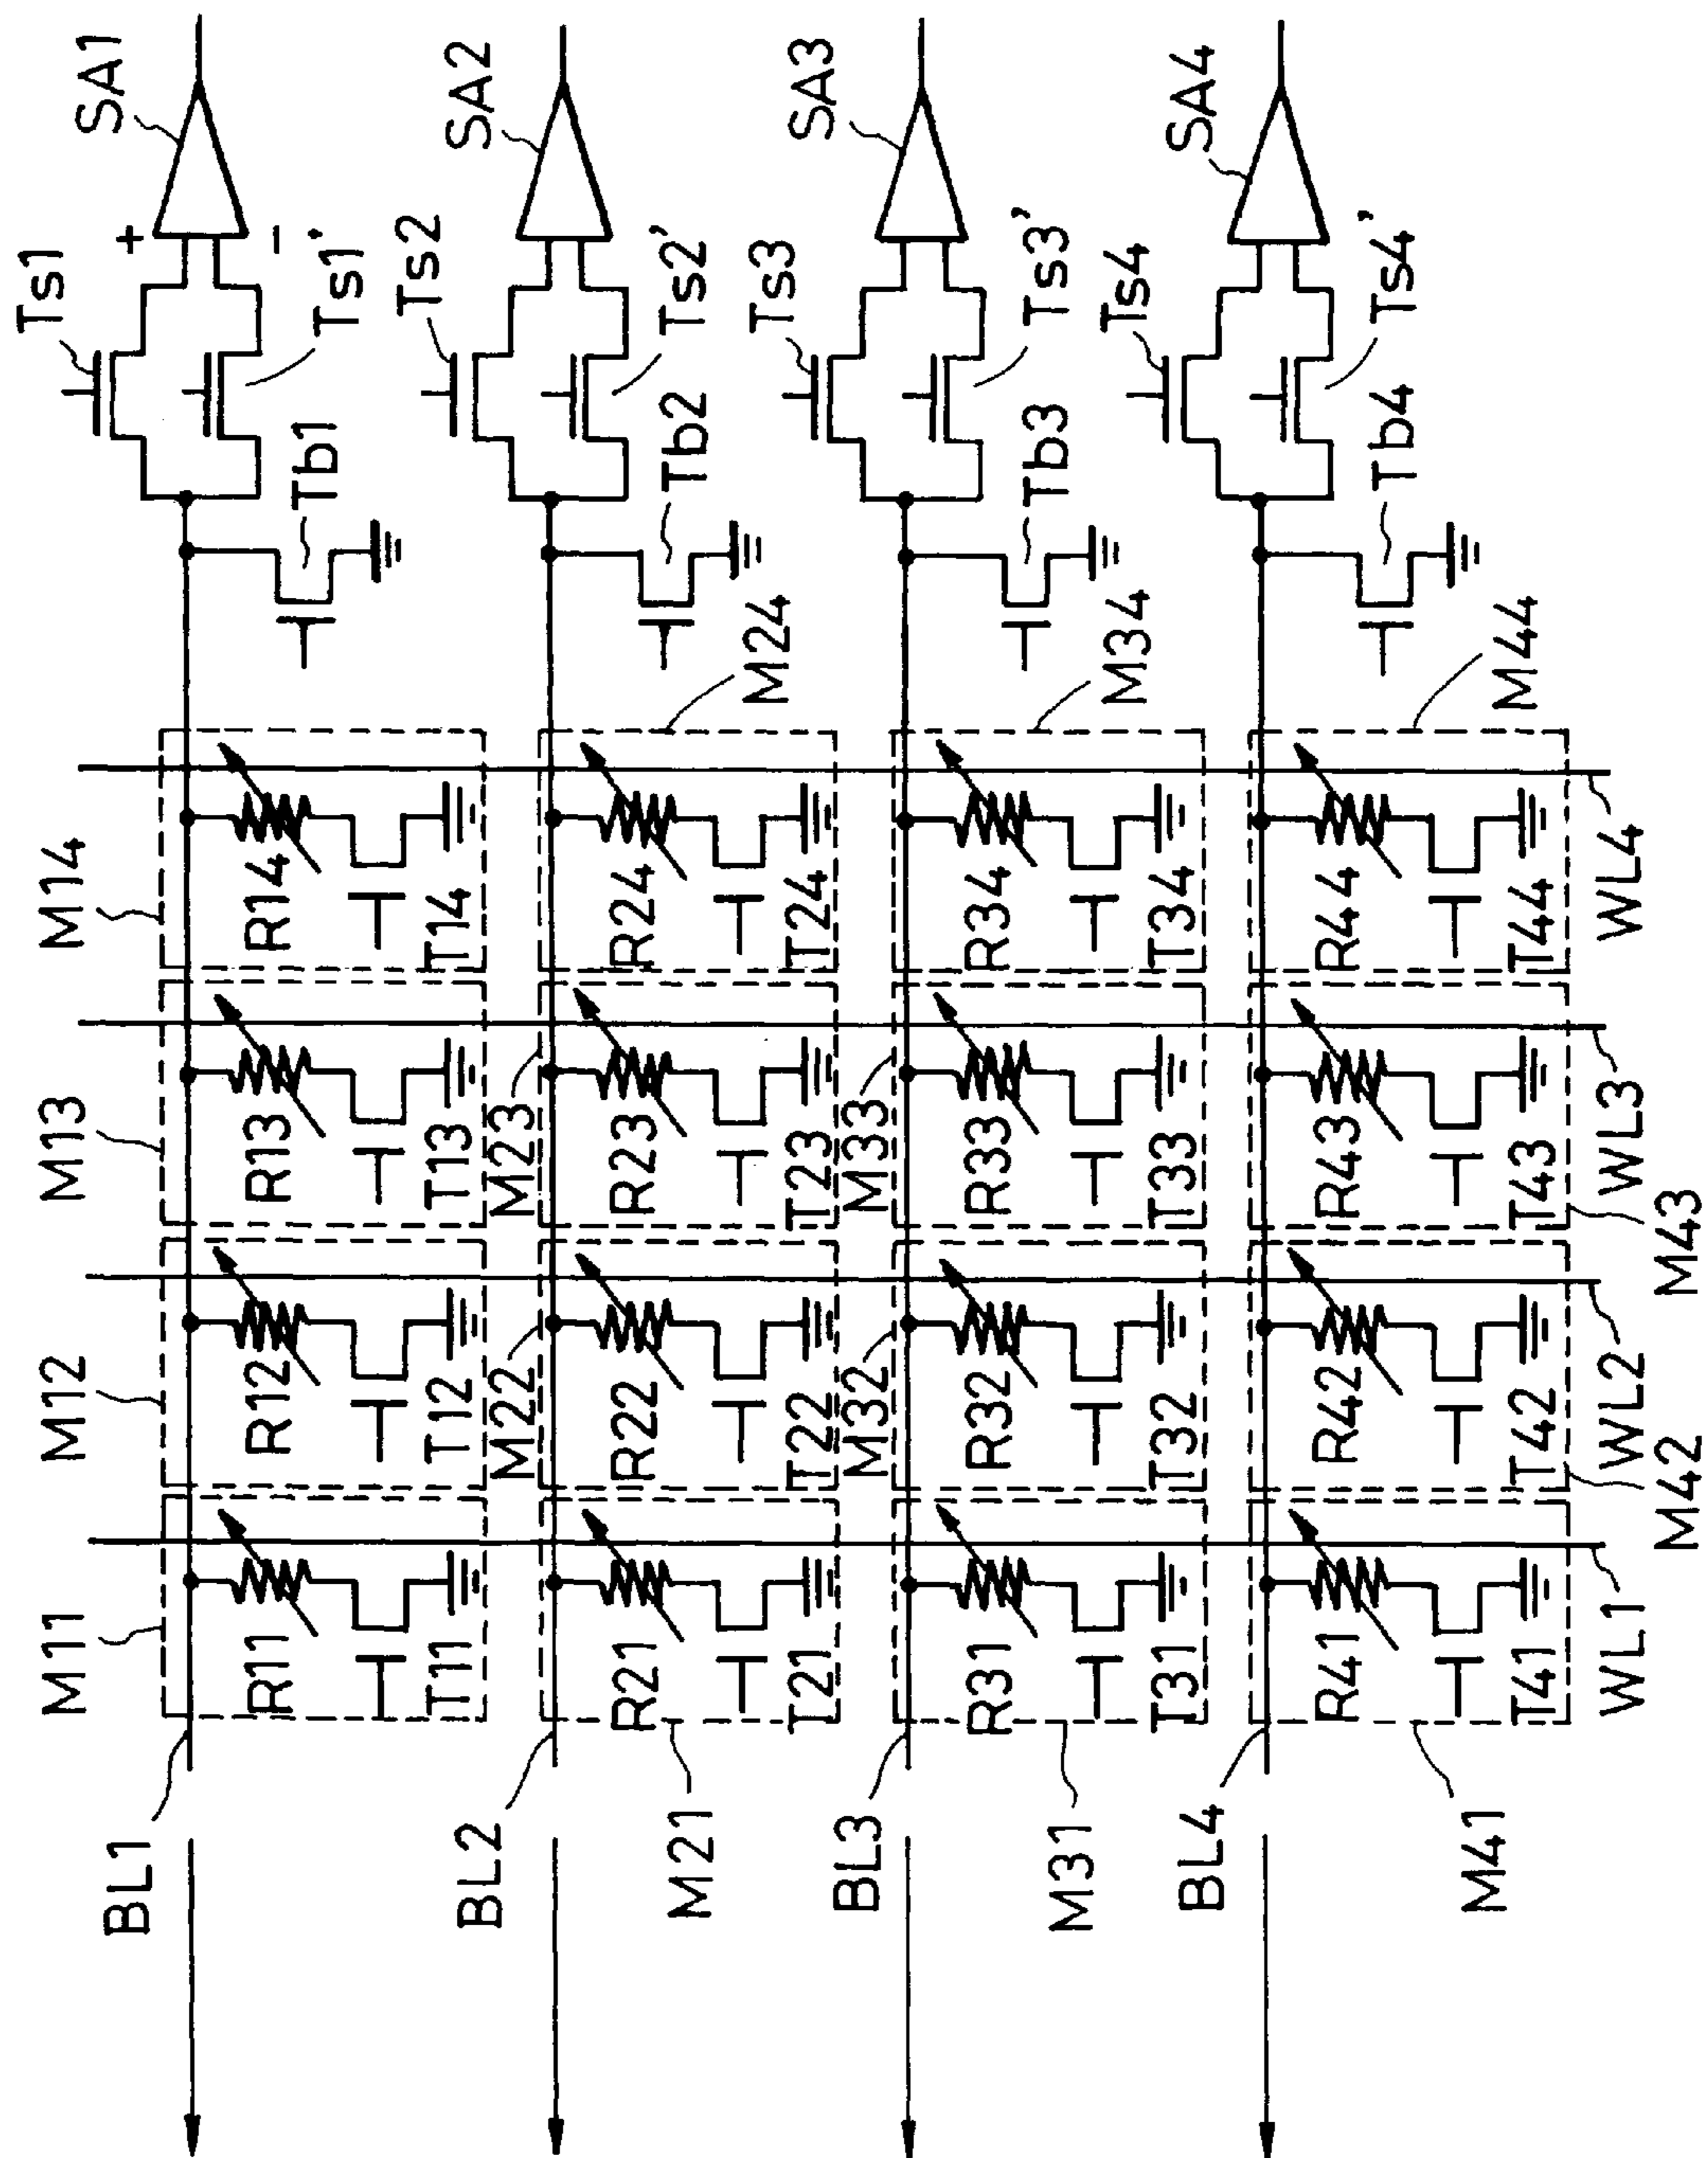 M11 M12 M13 M14 Ts1 SA1
BL1 +
R11 R12 R13 R14 Tb1 Ts1' −
T11 T12 T13 T14
BL2 M22 M23 Ts2 SA2
R21 R22 R23 R24
M21 M24 Tb2 Ts2'
T21 T22 T23 T24
BL3 M32 M33 Ts3 SA3
R31 R32 R33 R34
M31 M34 Tb3 Ts3'
T31 T32 T33 T34
BL4 Ts4 SA4
R41 R42 R43 R44 Tb4 Ts4'
M41 M44
T41 T42 T43 T44
WL1 WL2 WL3 WL4
M42 M43